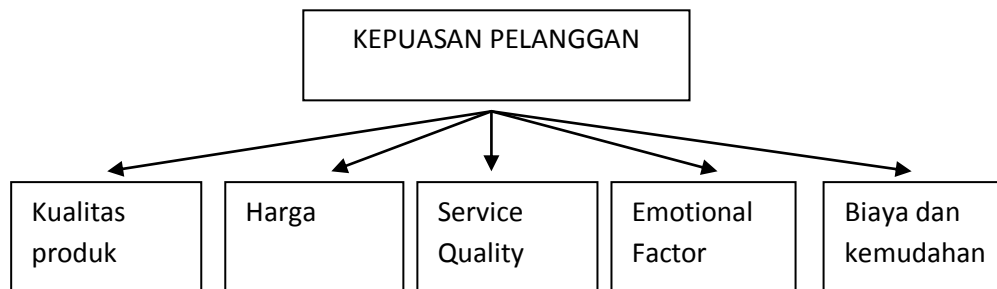 KEPUASAN PELANGGAN
Kualitas
produk
Harga
Service
Quality
Emotional
Factor
Biaya dan
kemudahan